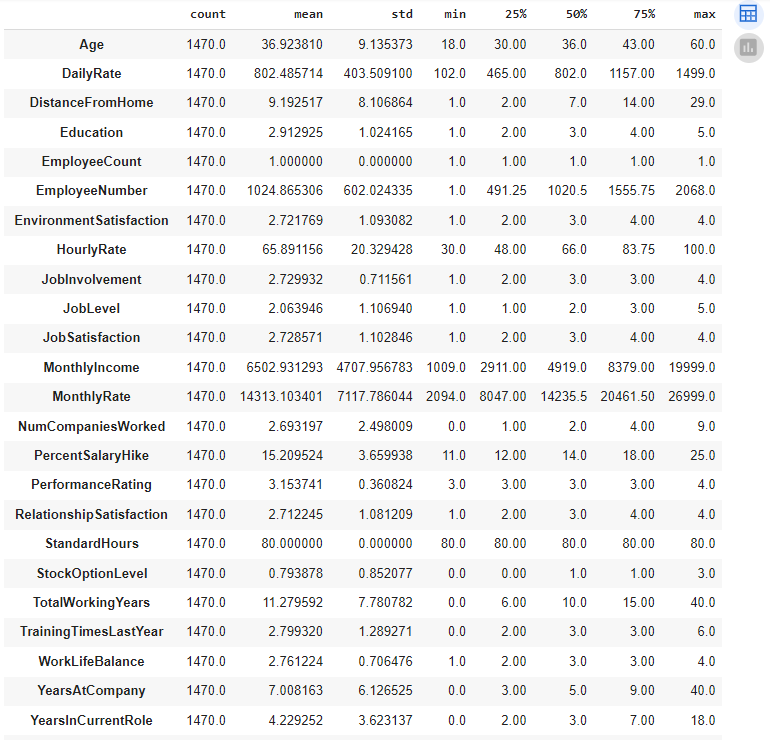 count mean std min 25% 50% 75% max
Age 1470.0 36.923810 9.135373 18.0 30.00 36.0 43.00 60.0
DailyRate 1470.0 802.485714 403.509100 102.0 465.00 802.0 1157.00 1499.0
DistanceFromHome 1470.0 9.192517 8.106864 1.0 2.00 7.0 14.00 29.0
Education 1470.0 2.912925 1.024165 1.0 2.00 3.0 4.00 5.0
EmployeeCount 1470.0 1.000000 0.000000 1.0 1.00 1.0 1.00 1.0
EmployeeNumber 1470.0 1024.865306 602.024335 1.0 491.25 1020.5 1555.75 2068.0
EnvironmentSatisfaction 1470.0 2.721769 1.093082 1.0 2.00 3.0 4.00 4.0
HourlyRate 1470.0 65.891156 20.329428 30.0 48.00 66.0 83.75 100.0
JobInvolvement 1470.0 2.729932 0.711561 1.0 2.00 3.0 3.00 4.0
JobLevel 1470.0 2.063946 1.106940 1.0 1.00 2.0 3.00 5.0
JobSatisfaction 1470.0 2.728571 1.102846 1.0 2.00 3.0 4.00 4.0
MonthlyIncome 1470.0 6502.931293 4707.956783 1009.0 2911.00 4919.0 8379.00 19999.0
MonthlyRate 1470.0 14313.103401 7117.786044 2094.0 8047.00 14235.5 20461.50 26999.0
NumCompaniesWorked 1470.0 2.693197 2.498009 0.0 1.00 2.0 4.00 9.0
PercentSalaryHike 1470.0 15.209524 3.659938 11.0 12.00 14.0 18.00 25.0
PerformanceRating 1470.0 3.153741 0.360824 3.0 3.00 3.0 3.00 4.0
RelationshipSatisfaction 1470.0 2.712245 1.081209 1.0 2.00 3.0 4.00 4.0
StandardHours 1470.0 80.000000 0.000000 80.0 80.00 80.0 80.00 80.0
StockOptionLevel 1470.0 0.793878 0.852077 0.0 0.00 1.0 1.00 3.0
TotalWorkingYears 1470.0 11.279592 7.780782 0.0 6.00 10.0 15.00 40.0
TrainingTimesLastYear 1470.0 2.799320 1.289271 0.0 2.00 3.0 3.00 6.0
WorkLifeBalance 1470.0 2.761224 0.706476 1.0 2.00 3.0 3.00 4.0
YearsAtCompany 1470.0 7.008163 6.126525 0.0 3.00 5.0 9.00 40.0
YearsInCurrentRole 1470.0 4.229252 3.623137 0.0 2.00 3.0 7.00 18.0